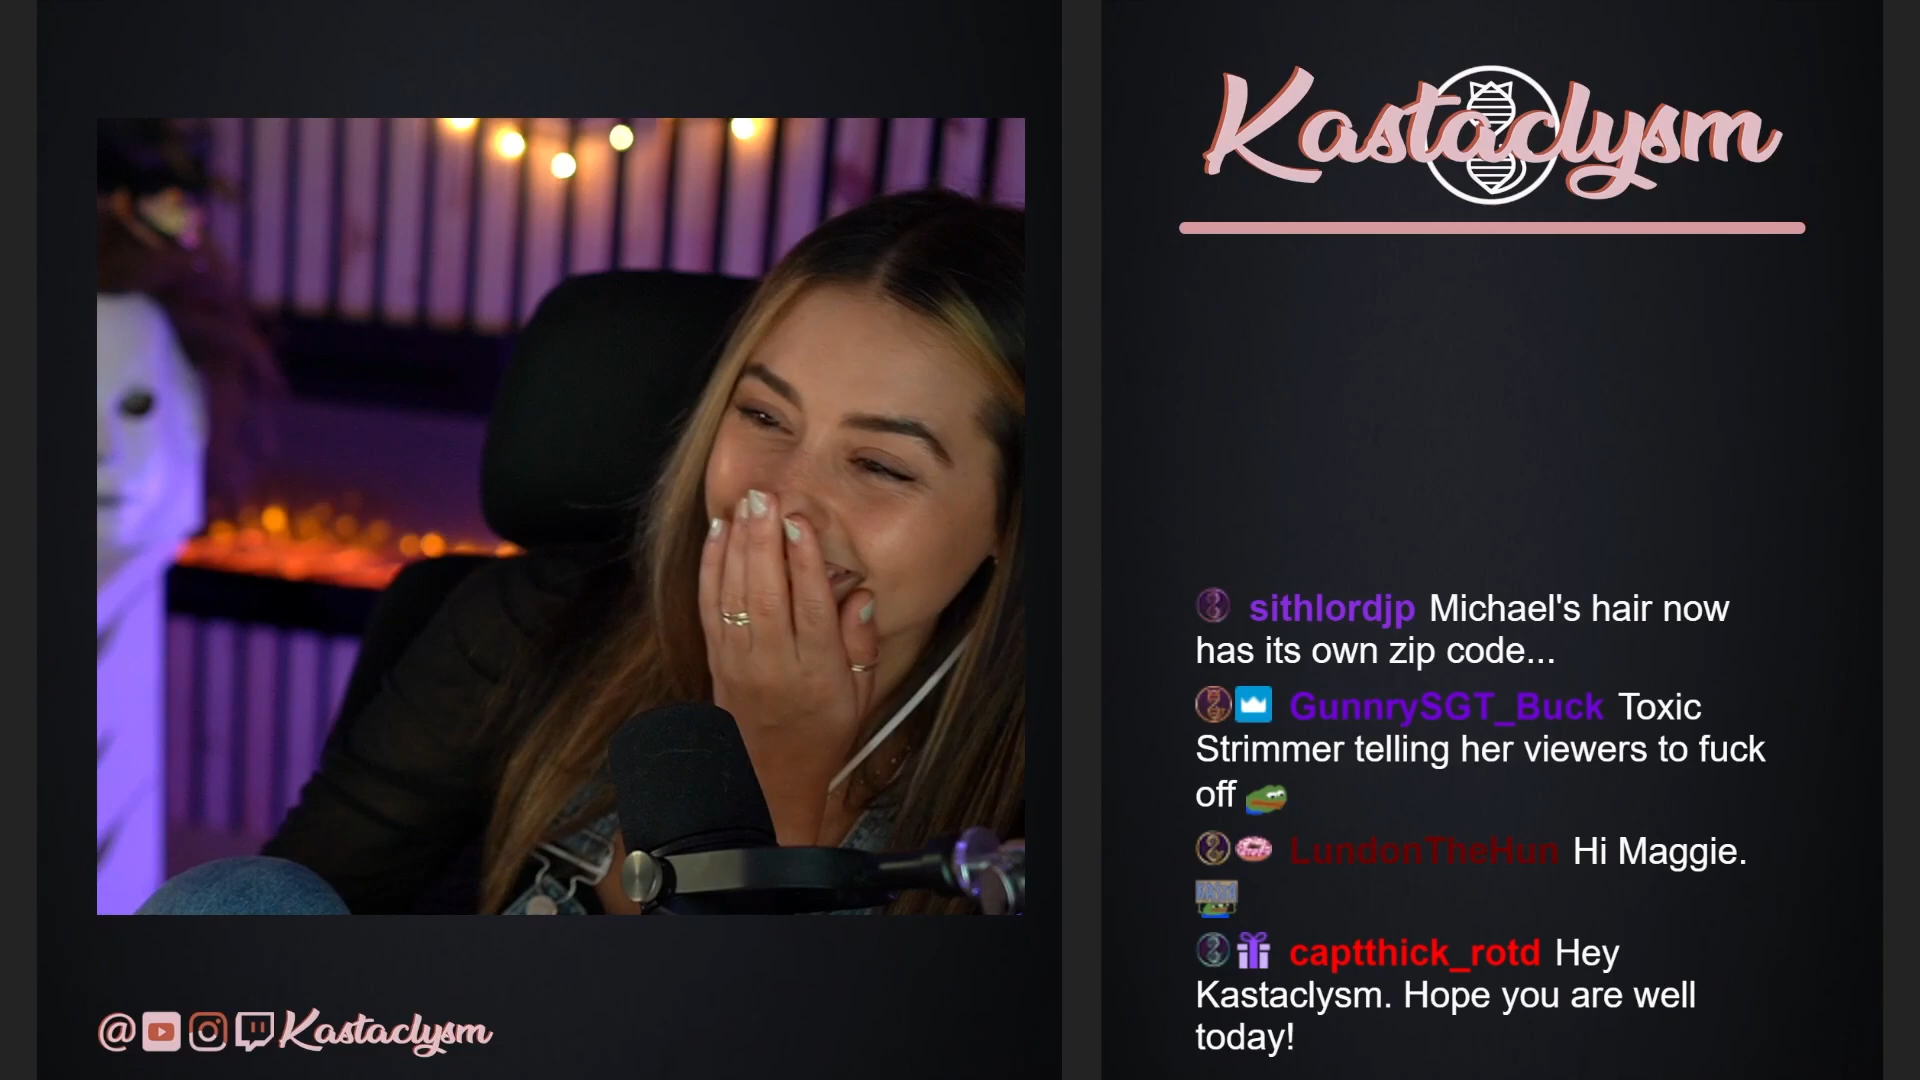 Kastaclysm
sithlordjp Michael's hair now
has its own zip code...
GunnrySGT_Buck Toxic
Strimmer telling her viewers to fuck
off
LundonTheHun Hi Maggie.
captthick_rotd Hey
Kastaclysm. Hope you are well
today!
@ Kastaclysm